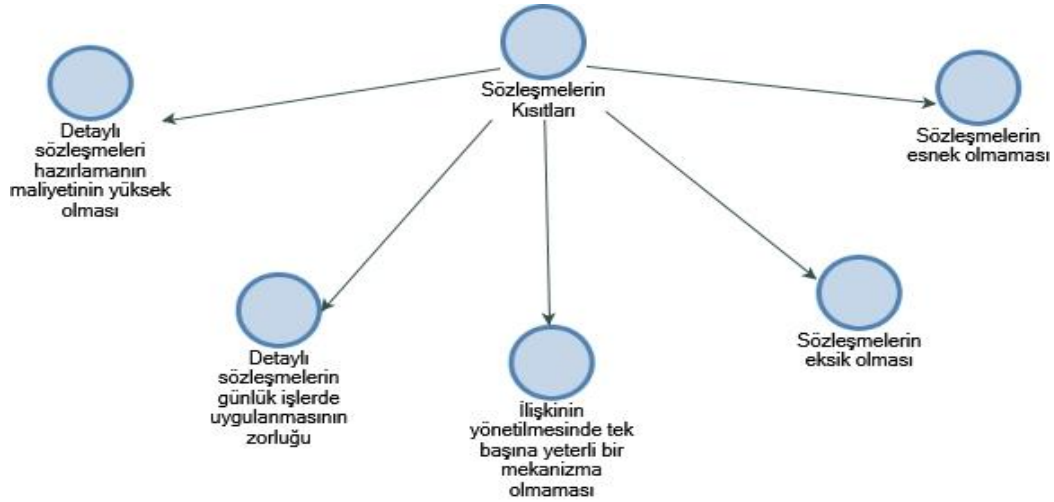 Sözleşmelerin
Kısıtları
Detaylı
sözleşmeleri
hazırlamanın
maliyetinin yüksek
olması
Detaylı
sözleşmelerin
günlük işlerde
uygulanmasının
zorluğu
İlişkinin
yönetilmesinde tek
başına yeterli bir
mekanizma
olmaması
Sözleşmelerin
eksik olması
Sözleşmelerin
esnek olmaması